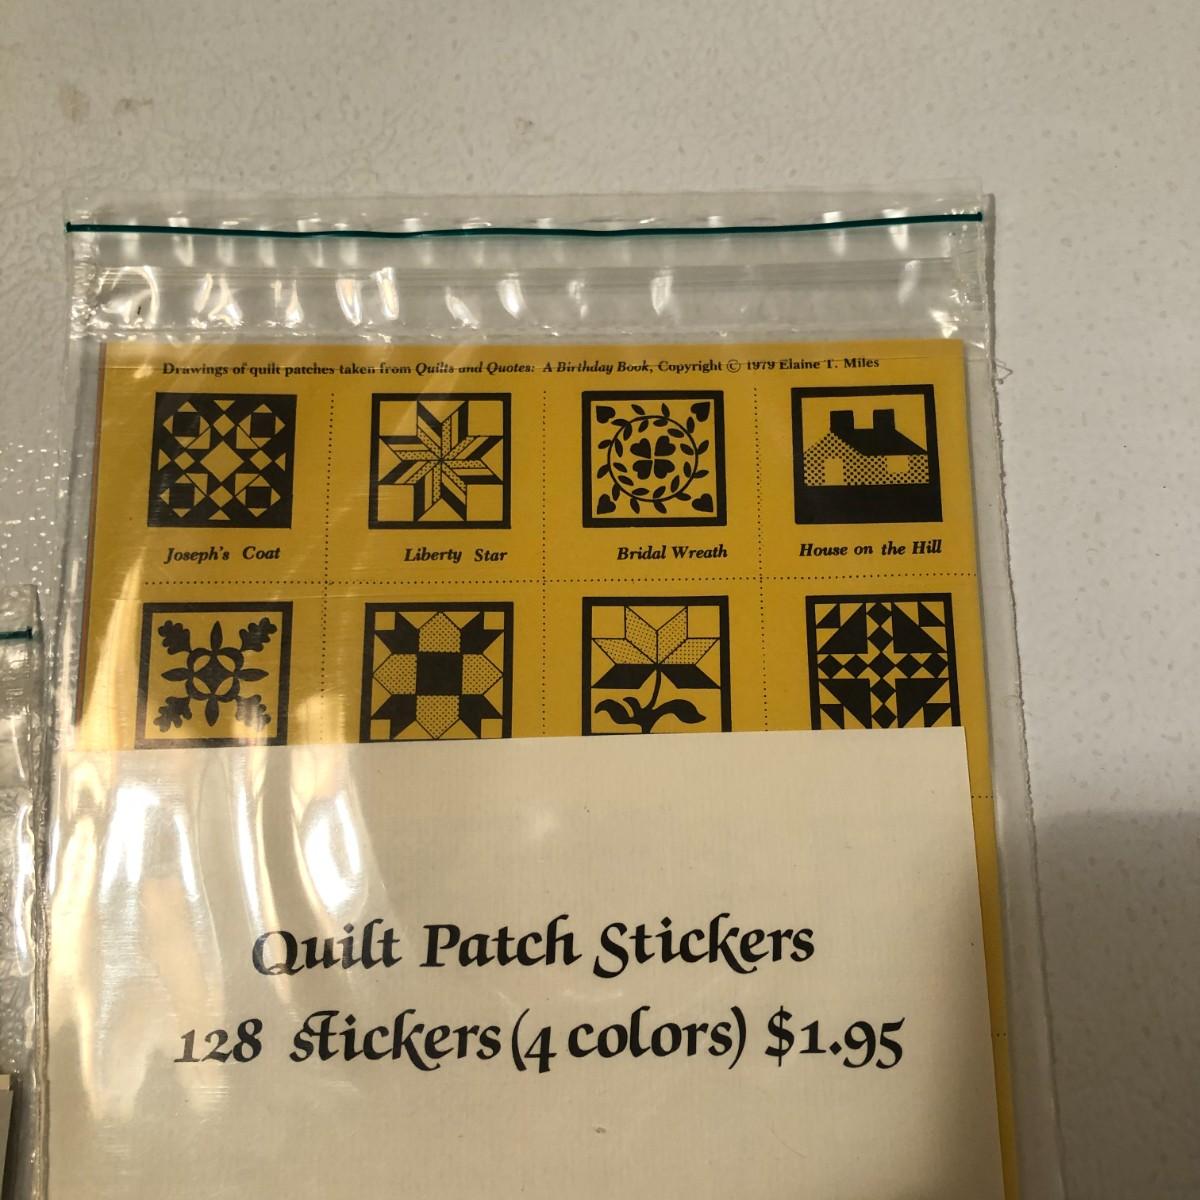 Drawings of quilt patches taken from Quilts and Quotes: A Birthday Book, Copyright © 1979 Elaine T. Miles
Joseph's Coat
Liberty Star
Bridal Wreath
House on the Hill
Quilt Patch Stickers
128 stickers (4 colors) $1.95